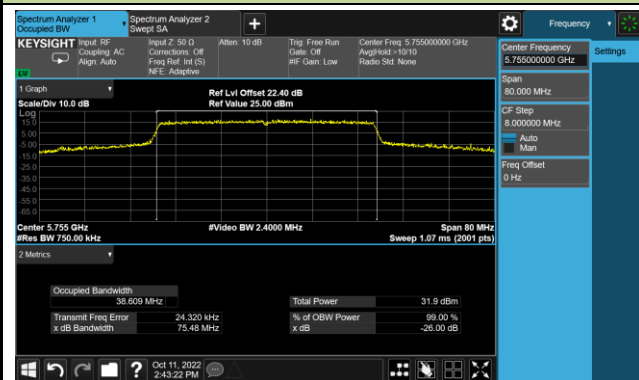 Spectrum Analyzer 1
Occupied BW
Spectrum Analyzer 2
Swept SA
+
Frequency
KEYSIGHT
Input: RF
Coupling: AC
Align: Auto
Input Z: 50 Ω
Corrections: Off
Freq Ref: Int (S)
NFE: Adaptive
Atten: 10 dB
Trig: Free Run
Gate: Off
#IF Gain: Low
Center Freq: 5.755000000 GHz
Avg|Hold:>10/10
Radio Std: None
Center Frequency
5.755000000 GHz
Settings
Span
80.000 MHz
CF Step
8.000000 MHz
Auto
Man
Freq Offset
0 Hz
1 Graph
Scale/Div 10.0 dB
Ref Lvl Offset 22.40 dB
Ref Value 25.00 dBm
Log
15.0
5.00
-5.00
-15.0
-25.0
-35.0
-45.0
-55.0
-65.0
Center 5.755 GHz
#Res BW 750.00 kHz
#Video BW 2.4000 MHz
Span 80 MHz
Sweep 1.07 ms (2001 pts)
2 Metrics
Occupied Bandwidth
38.609 MHz
Total Power 31.9 dBm
Transmit Freq Error 24.320 kHz
% of OBW Power 99.00 %
x dB Bandwidth 75.48 MHz
x dB -26.00 dB
?
Oct 11, 2022
2:43:22 PM